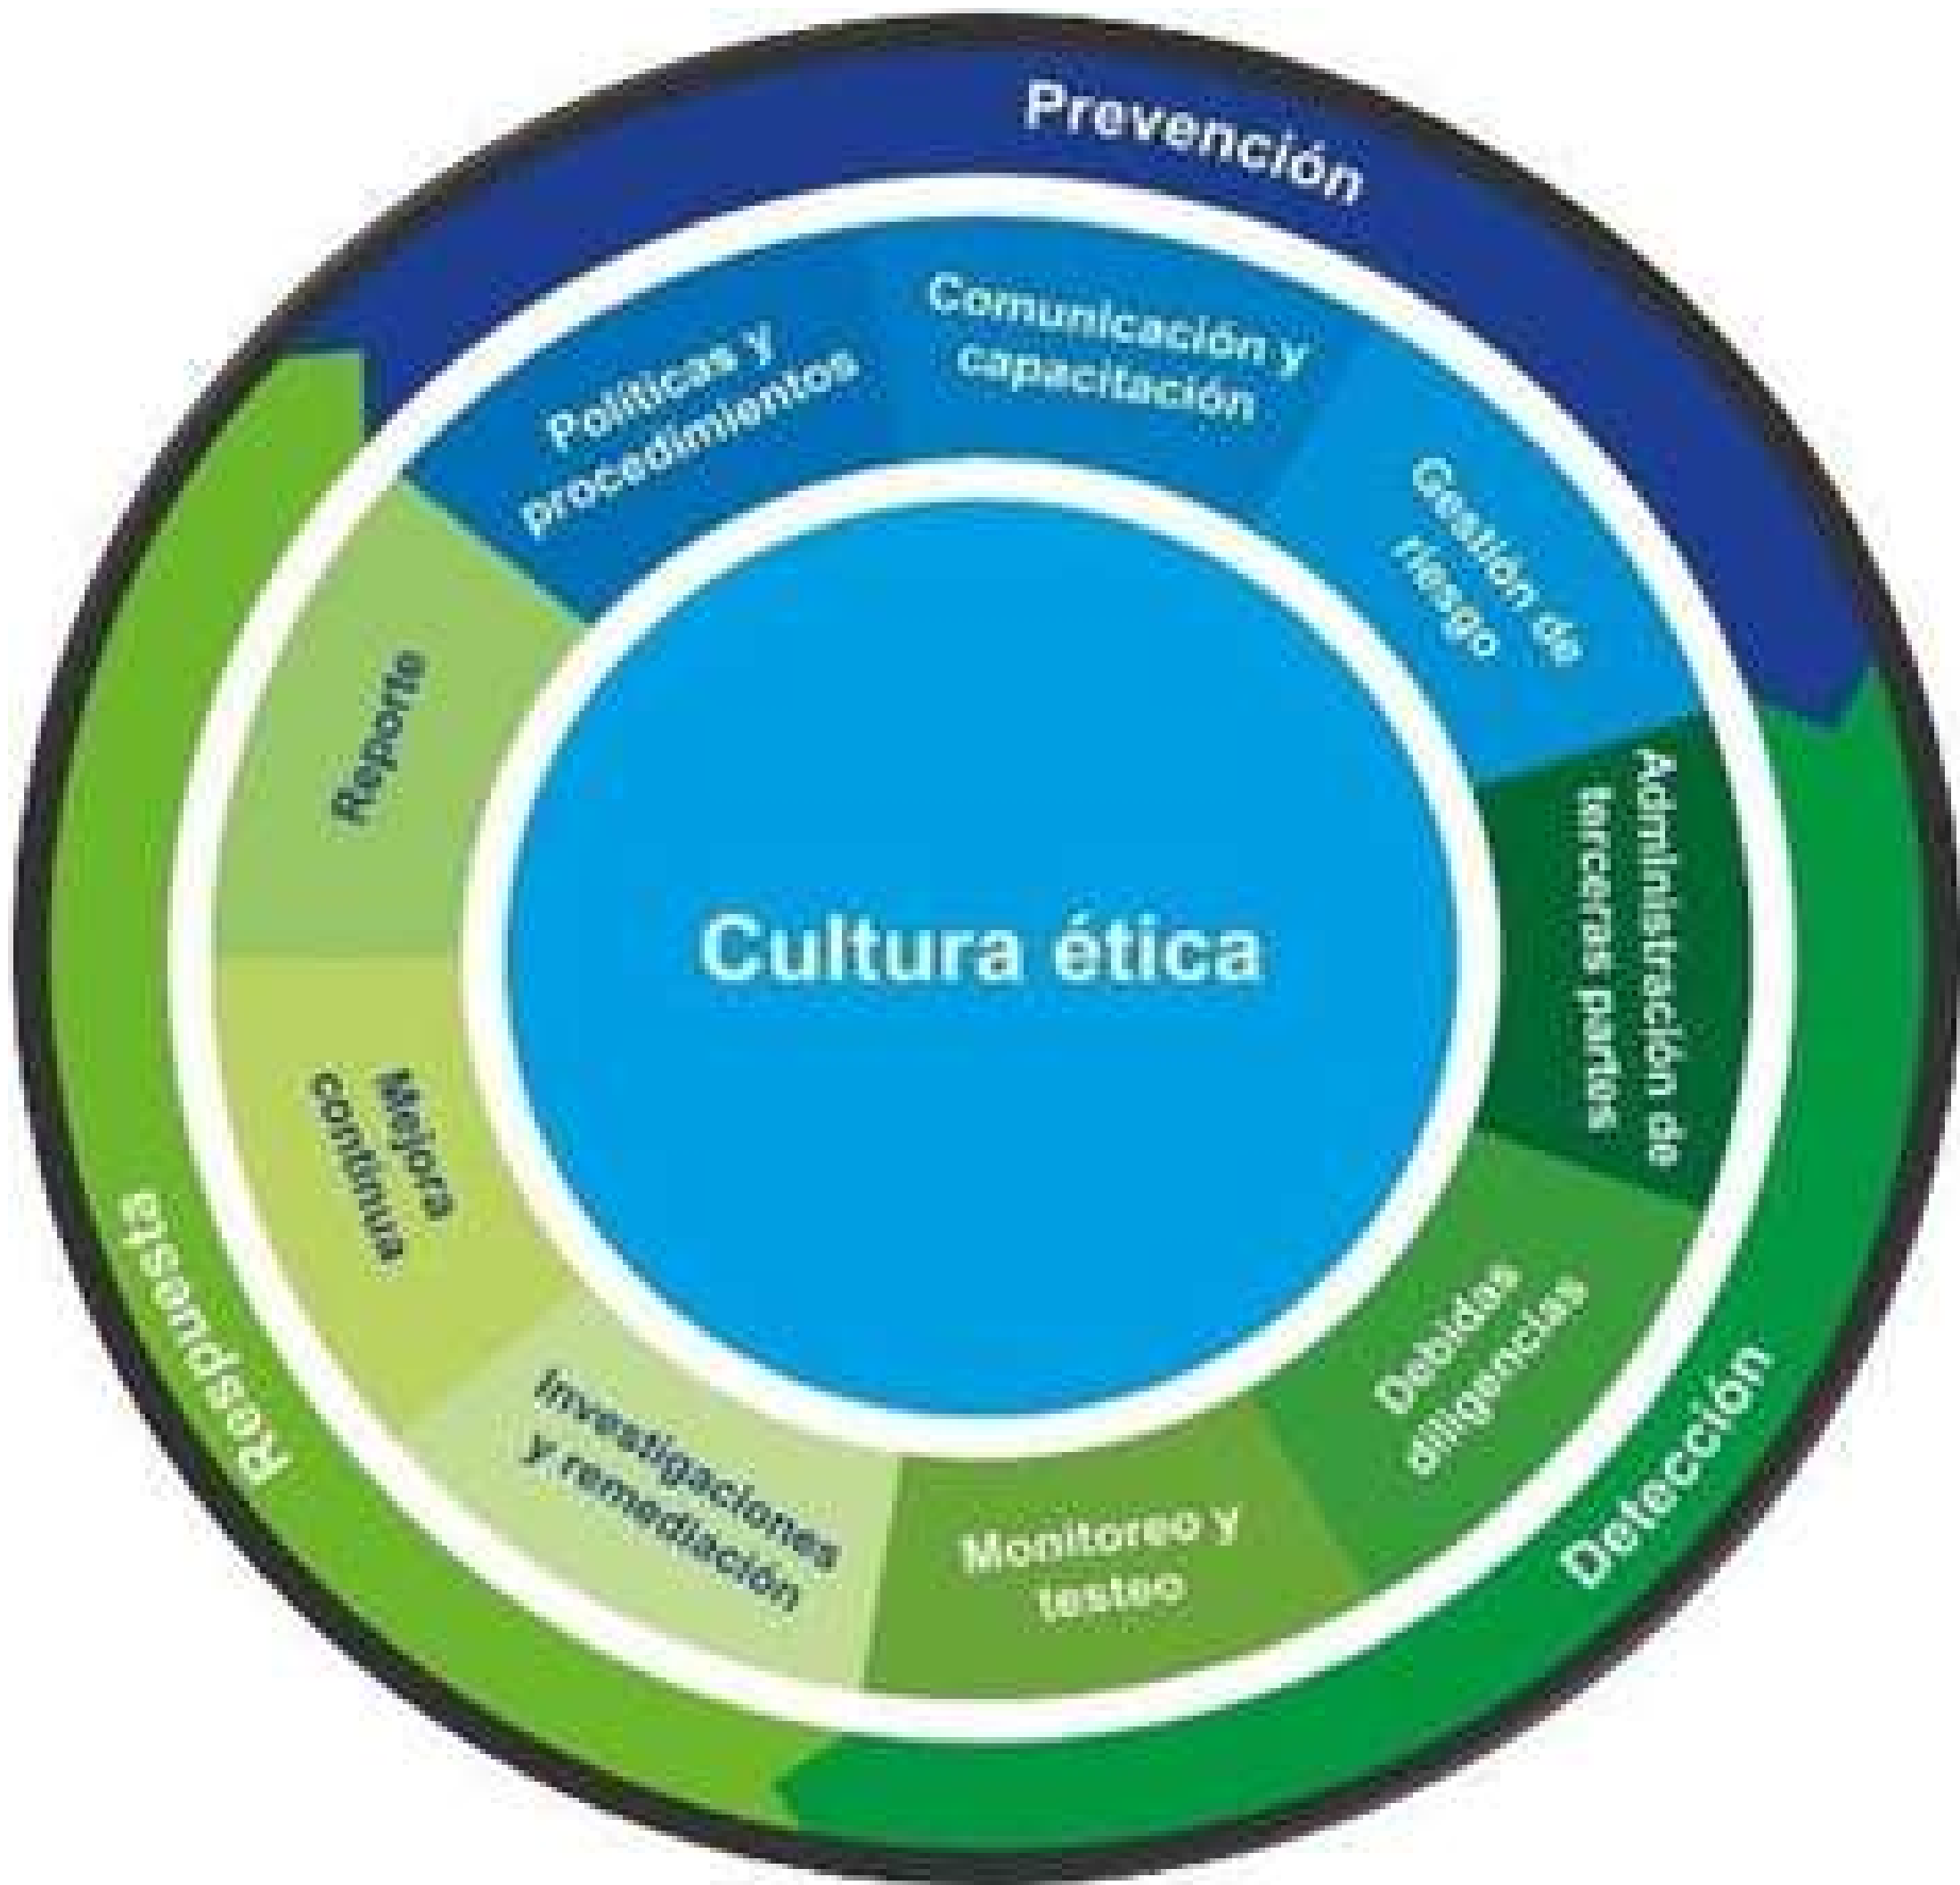 Prevención
Comunicación y
capacitación
Gestión de
riesgo
Administración de
terceras partes
Debidas
diligencias
Detección
Monitoreo y
testeo
Investigaciones
y remediación
Respuesta
Mejora
continua
Reporte
Políticas y
procedimientos
Cultura ética